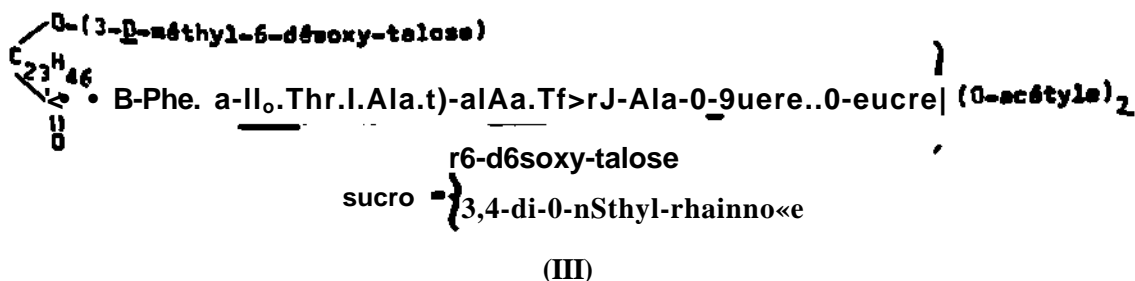 O-(3-O-méthyl-6-désoxy-talose)
C23H46
C
O
B-Phe. a-IIo.Thr.I.Ala.t)-alAa.Tf>rJ-Ala-0-9uere..0-eucre| (O-acétyle)2
r6-d6soxy-talose
sucro = {3,4-di-0-nSthyl-rhainno«e
(III)